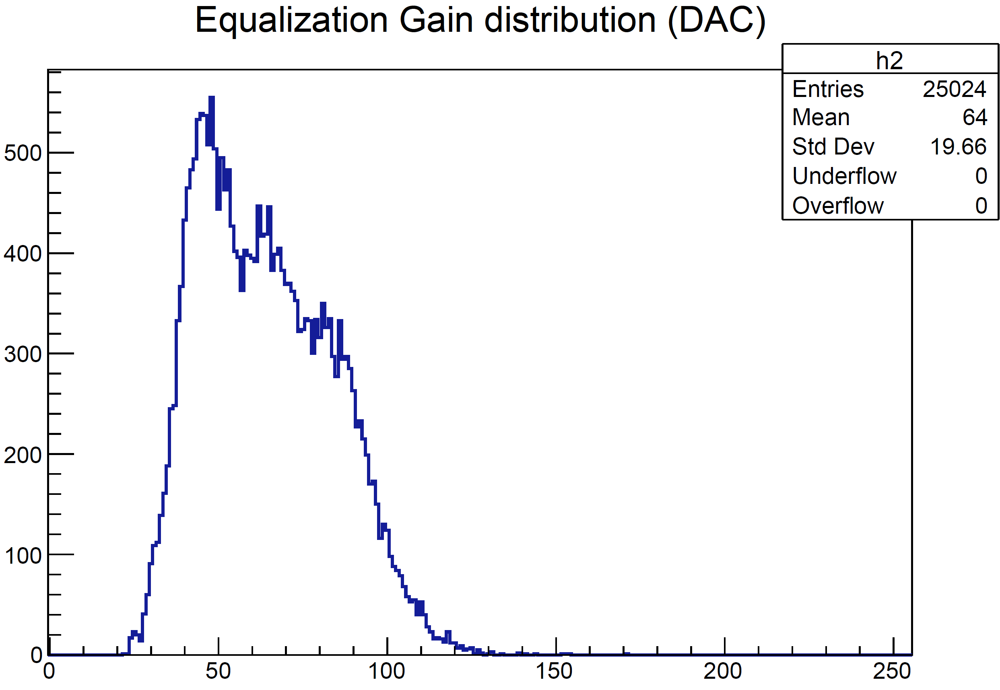 Equalization Gain distribution (DAC)
h2
Entries 25024
Mean 64
Std Dev 19.66
Underflow 0
Overflow 0
500
400
300
200
100
0
0 50 100 150 200 250